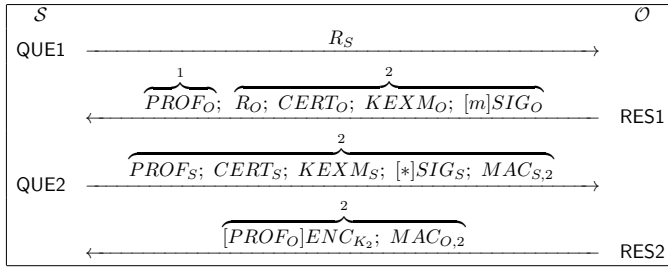 S O
QUE1 R_S
1 2
PROF_O; R_O; CERT_O; KEXM_O; [m]SIG_O
RES1
2
PROF_S; CERT_S; KEXM_S; [*]SIG_S; MAC_{S,2}
QUE2
2
[PROF_O]ENC_{K_2}; MAC_{O,2}
RES2